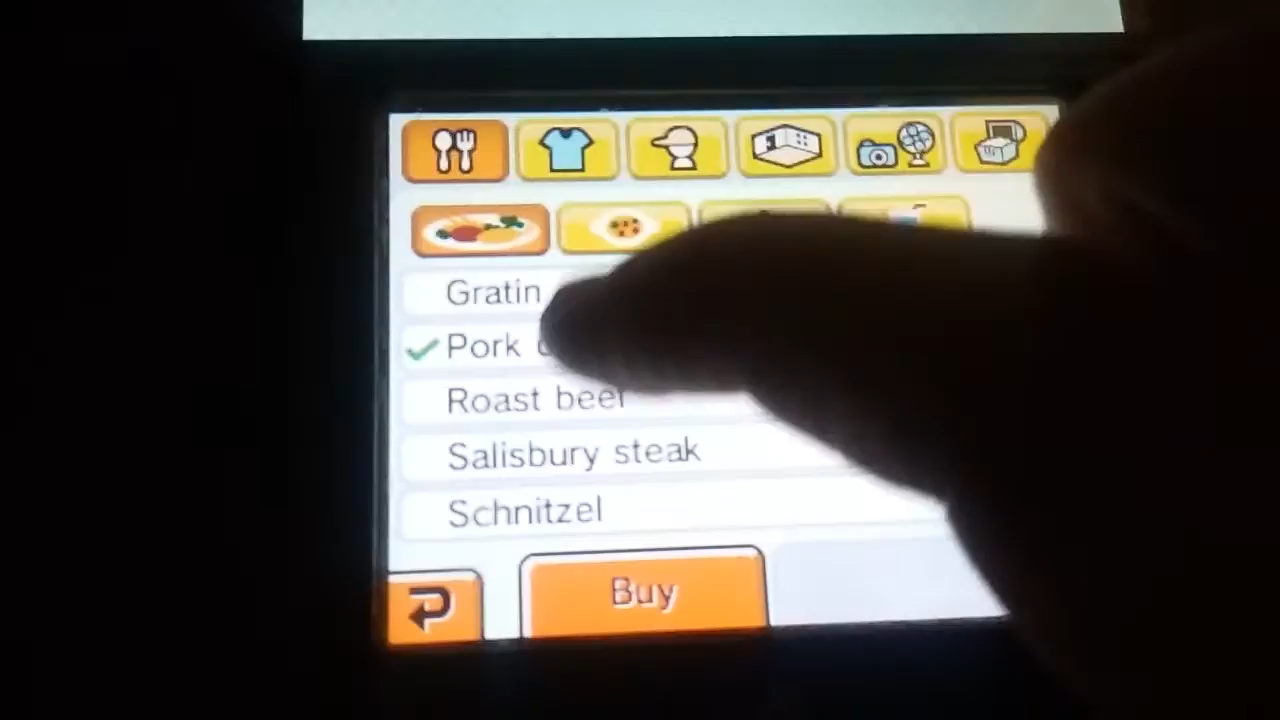 Gratin
Pork
Roast beef
Salisbury steak
Schnitzel
Buy